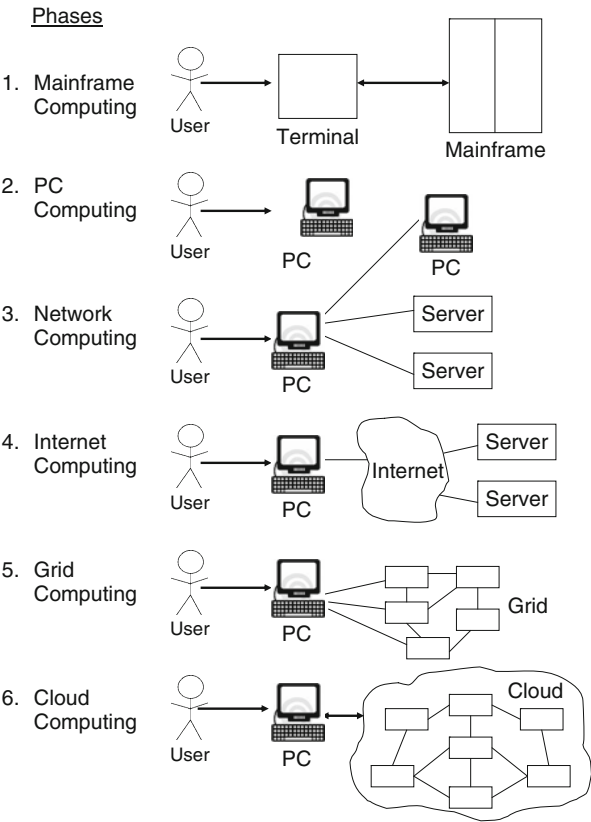 Phases
1. Mainframe
Computing
User
Terminal
Mainframe
2. PC
Computing
User
PC
PC
3. Network
Computing
User
PC
Server
Server
4. Internet
Computing
User
PC
Internet
Server
Server
5. Grid
Computing
User
PC
Grid
6. Cloud
Computing
User
PC
Cloud